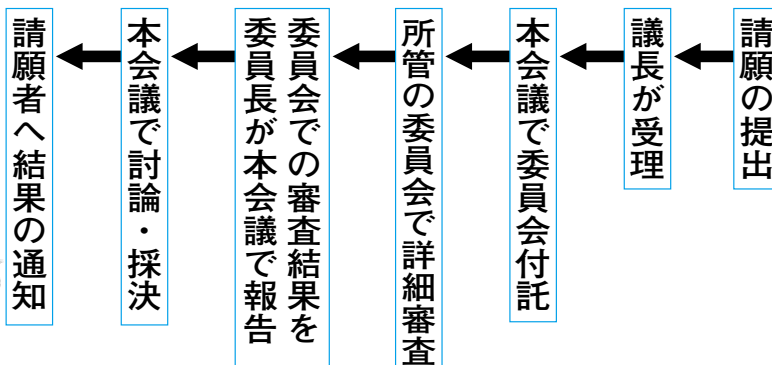 請願の提出
議長が受理
本会議で委員会付託
所管の委員会で詳細審査
委員会での審査結果を
委員長が本会議で報告
本会議で討論・採決
請願者へ結果の通知